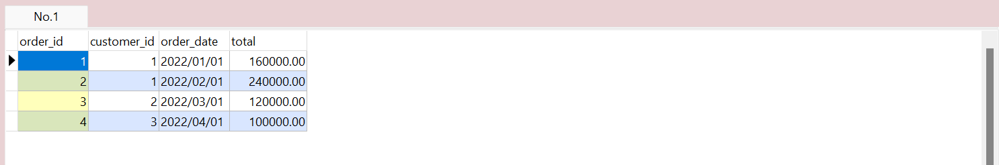 No.1
order_id customer_id order_date total
1 1 2022/01/01 160000.00
2 1 2022/02/01 240000.00
3 2 2022/03/01 120000.00
4 3 2022/04/01 100000.00